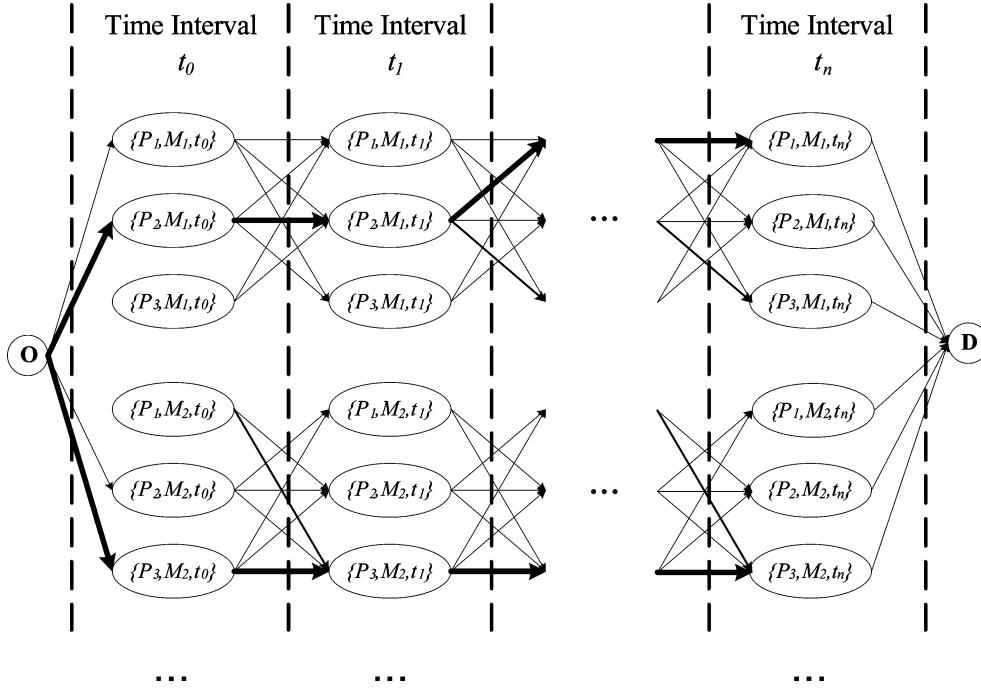 Time Interval Time Interval Time Interval
t0 t1 tn
{P1,M1,t0} {P1,M1,t1} {P1,M1,tn}
{P2,M1,t0} {P2,M1,t1} ... {P2,M1,tn}
{P3,M1,t0} {P3,M1,t1} {P3,M1,tn}
O D
{P1,M2,t0} {P1,M2,t1} {P1,M2,tn}
{P2,M2,t0} {P2,M2,t1} ... {P2,M2,tn}
{P3,M2,t0} {P3,M2,t1} {P3,M2,tn}
... ... ...